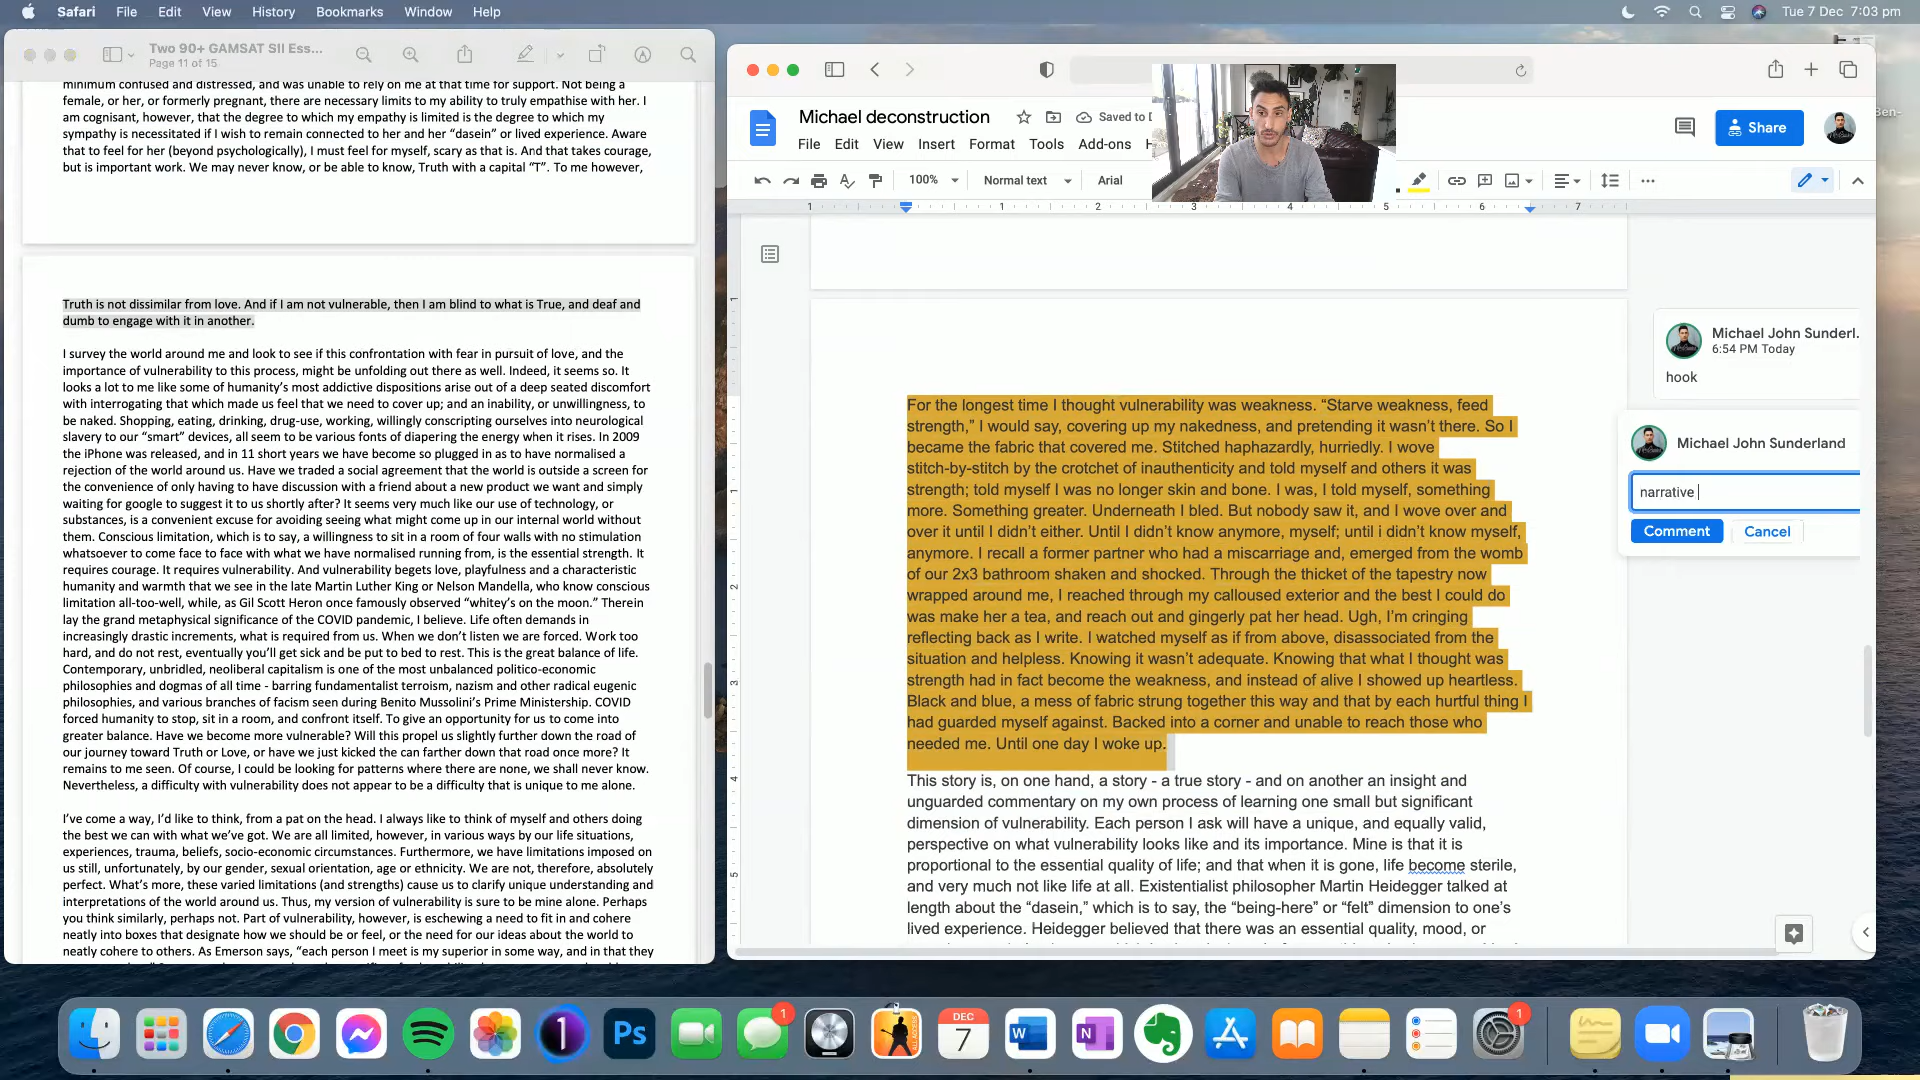 Safari File Edit View History Bookmarks Window Help Tue 7 Dec 7:03 pm
Two 90+ GAMSAT SII Ess...
Page 11 of 15
minimum confused and distressed, and was unable to rely on me at that time for support. Not being a
female, or her, or formerly pregnant, there are necessary limits to my ability to truly empathise with her. I
am cognisant, however, that the degree to which my empathy is limited is the degree to which my
sympathy is necessitated if I wish to remain connected to her and her “dasein” or lived experience. Aware
that to feel for her (beyond psychologically), I must feel for myself, scary as that is. And that takes courage,
but is important work. We may never know, or be able to know, Truth with a capital “T”. To me however,
Truth is not dissimilar from love. And if I am not vulnerable, then I am blind to what is True, and deaf and
dumb to engage with it in another.
I survey the world around me and look to see if this confrontation with fear in pursuit of love, and the
importance of vulnerability to this process, might be unfolding out there as well. Indeed, it seems so. It
looks a lot to me like some of humanity’s most addictive dispositions arise out of a deep seated discomfort
with interrogating that which made us feel that we need to cover up; and an inability, or unwillingness, to
be naked. Shopping, eating, drinking, drug-use, working, willingly conscripting ourselves into neurological
slavery to our “smart” devices, all seem to be various fonts of diapering the energy when it rises. In 2009
the iPhone was released, and in 11 short years we have become so plugged in as to have normalised a
rejection of the world around us. Have we traded a social agreement that the world is outside a screen for
the convenience of only having to have discussion with a friend about a new product we want and simply
waiting for google to suggest it to us shortly after? It seems very much like our use of technology, or
substances, is a convenient excuse for avoiding seeing what might come up in our internal world without
them. Conscious limitation, which is to say, a willingness to sit in a room of four walls with no stimulation
whatsoever to come face to face with what we have normalised running from, is the essential strength. It
requires courage. It requires vulnerability. And vulnerability begets love, playfulness and a characteristic
humanity and warmth that we see in the late Martin Luther King or Nelson Mandella, who know conscious
limitation all-too-well, while, as Gil Scott Heron once famously observed “whitey’s on the moon.” Therein
lay the grand metaphysical significance of the COVID pandemic, I believe. Life often demands in
increasingly drastic increments, what is required from us. When we don’t listen we are forced. Work too
hard, and do not rest, eventually you’ll get sick and be put to bed to rest. This is the great balance of life.
Contemporary, unbridled, neoliberal capitalism is one of the most unbalanced politico-economic
philosophies and dogmas of all time - barring fundamentalist terroism, nazism and other radical eugenic
philosophies, and various branches of facism seen during Benito Mussolini’s Prime Ministership. COVID
forced humanity to stop, sit in a room, and confront itself. To give an opportunity for us to come into
greater balance. Have we become more vulnerable? Will this propel us slightly further down the road of
our journey toward Truth or Love, or have we just kicked the can farther down that road once more? It
remains to me seen. Of course, I could be looking for patterns where there are none, we shall never know.
Nevertheless, a difficulty with vulnerability does not appear to be a difficulty that is unique to me alone.
I’ve come a way, I’d like to think, from a pat on the head. I always like to think of myself and others doing
the best we can with what we’ve got. We are all limited, however, in various ways by our life situations,
experiences, trauma, beliefs, socio-economic circumstances. Furthermore, we have limitations imposed on
us still, unfortunately, by our gender, sexual orientation, age or ethnicity. We are not, therefore, absolutely
perfect. What’s more, these varied limitations (and strengths) cause us to clarify unique understanding and
interpretations of the world around us. Thus, my version of vulnerability is sure to be mine alone. Perhaps
you think similarly, perhaps not. Part of vulnerability, however, is eschewing a need to fit in and cohere
neatly into boxes that designate how we should be or feel, or the need for our ideas about the world to
neatly cohere to others. As Emerson says, “each person I meet is my superior in some way, and in that they
Michael deconstruction
Saved to D
File Edit View Insert Format Tools Add-ons H
Share
100% Normal text Arial
1 1 2 3 4 5 6 7
For the longest time I thought vulnerability was weakness. “Starve weakness, feed
strength,” I would say, covering up my nakedness, and pretending it wasn’t there. So I
became the fabric that covered me. Stitched haphazardly, hurriedly. I wove
stitch-by-stitch by the crotchet of inauthenticity and told myself and others it was
strength; told myself I was no longer skin and bone. I was, I told myself, something
more. Something greater. Underneath I bled. But nobody saw it, and I wove over and
over it until I didn’t either. Until I didn’t know anymore, myself; until i didn’t know myself,
anymore. I recall a former partner who had a miscarriage and, emerged from the womb
of our 2x3 bathroom shaken and shocked. Through the thicket of the tapestry now
wrapped around me, I reached through my calloused exterior and the best I could do
was make her a tea, and reach out and gingerly pat her head. Ugh, I’m cringing
reflecting back as I write. I watched myself as if from above, disassociated from the
situation and helpless. Knowing it wasn’t adequate. Knowing that what I thought was
strength had in fact become the weakness, and instead of alive I showed up heartless.
Black and blue, a mess of fabric strung together this way and that by each hurtful thing I
had guarded myself against. Backed into a corner and unable to reach those who
needed me. Until one day I woke up.
This story is, on one hand, a story - a true story - and on another an insight and
unguarded commentary on my own process of learning one small but significant
dimension of vulnerability. Each person I ask will have a unique, and equally valid,
perspective on what vulnerability looks like and its importance. Mine is that it is
proportional to the essential quality of life; and that when it is gone, life become sterile,
and very much not like life at all. Existentialist philosopher Martin Heidegger talked at
length about the “dasein,” which is to say, the “being-here” or “felt” dimension to one’s
lived experience. Heidegger believed that there was an essential quality, mood, or
1
1
2
3
4
5
Michael John Sunderl.
6:54 PM Today
hook
Michael John Sunderland
narrative
Comment Cancel
Ben-
1
DEC
7
1
Ps
W
N